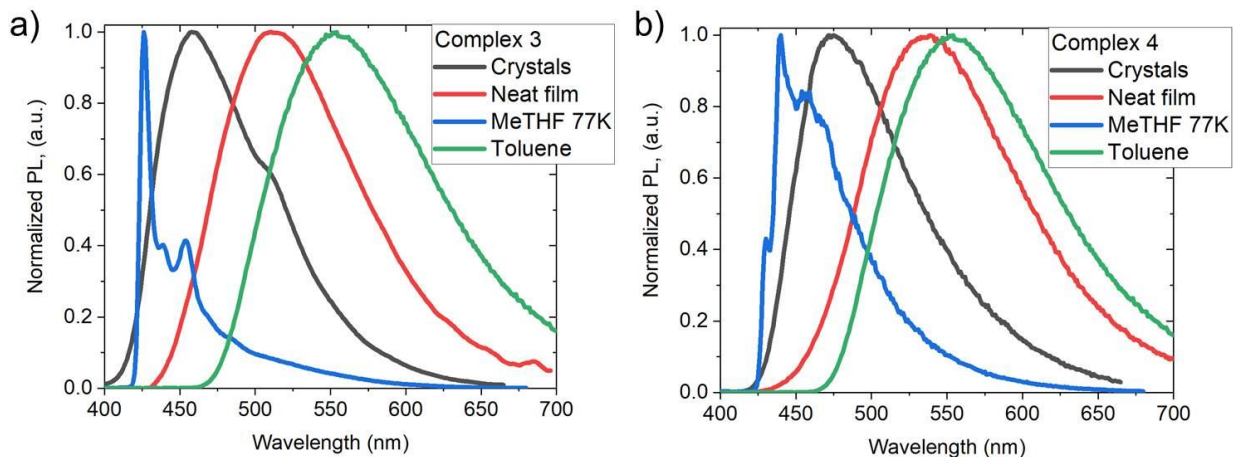 a)
Complex 3
Crystals
Neat film
MeTHF 77K
Toluene
Normalized PL, (a.u.)
1.0
0.8
0.6
0.4
0.2
0.0
400 450 500 550 600 650 700
Wavelength (nm)
b)
Complex 4
Crystals
Neat film
MeTHF 77K
Toluene
Normalized PL, (a.u.)
1.0
0.8
0.6
0.4
0.2
0.0
400 450 500 550 600 650 700
Wavelength (nm)